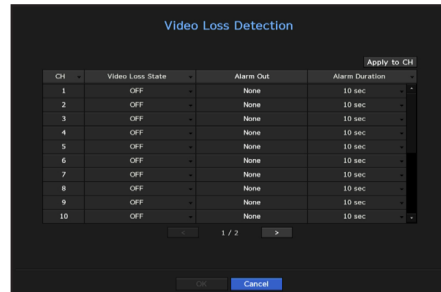 Video Loss Detection
Apply to CH
CH Video Loss State Alarm Out Alarm Duration
1 OFF None 10 sec
2 OFF None 10 sec
3 OFF None 10 sec
4 OFF None 10 sec
5 OFF None 10 sec
6 OFF None 10 sec
7 OFF None 10 sec
8 OFF None 10 sec
9 OFF None 10 sec
10 OFF None 10 sec
< 1 / 2 >
OK Cancel